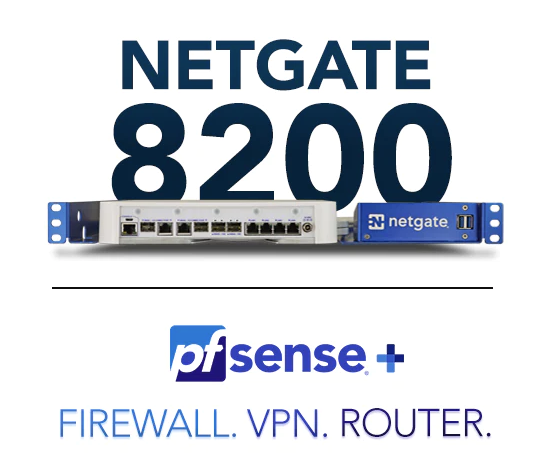 NETGATE
8200
netgate®
pfsense® +
FIREWALL. VPN. ROUTER.